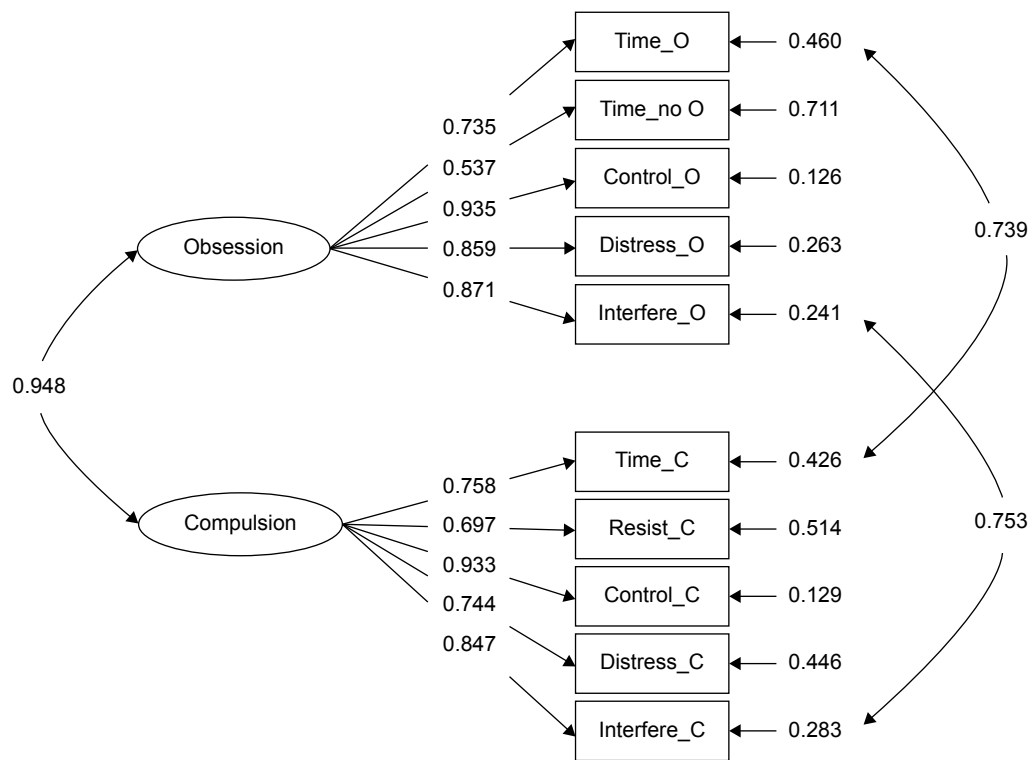 Time_O
0.460
Time_no O
0.711
0.735
0.537
Control_O
0.126
0.935
Obsession
0.859
Distress_O
0.263
0.739
0.871
Interfere_O
0.241
0.948
Time_C
0.426
0.758
Compulsion
0.697
Resist_C
0.514
0.753
0.933
Control_C
0.129
0.744
0.847
Distress_C
0.446
Interfere_C
0.283